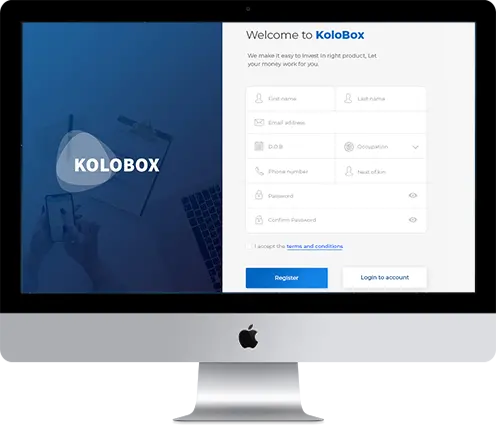 Welcome to KoloBox
We make it easy to Invest in right product, Let
your money work for you.
First name
Last name
Email address
D.O.B
Occupation
Phone number
Next of kin
Password
Confirm Password
I accept the terms and conditions
Register
Login to account
KOLOBOX